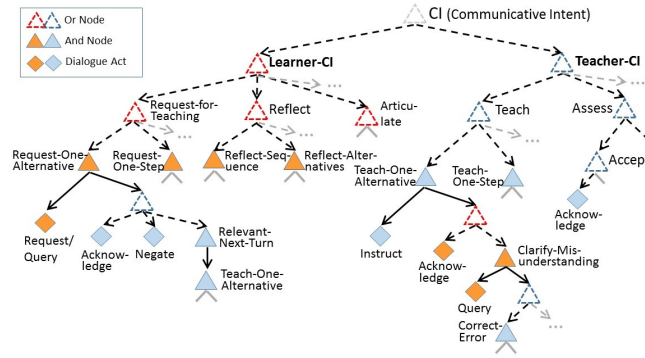 CI (Communicative Intent)
Or Node
And Node
Dialogue Act
Learner-CI
...
Teacher-CI
...
Request-for-
Teaching
...
Reflect
...
Articu-
late
Teach
...
Assess
Request-One-
Alternative
Request-
One-Step
Reflect-Seq-
uence
Reflect-Alter-
natives
Teach-One-
Alternative
Teach-
One-Step
Accept
Request/
Query
Acknow-
ledge
Negate
Relevant-
Next-Turn
Teach-One-
Alternative
Instruct
Acknow-
ledge
Clarify-Mis-
understanding
Acknow-
ledge
Query
Correct-
Error
...